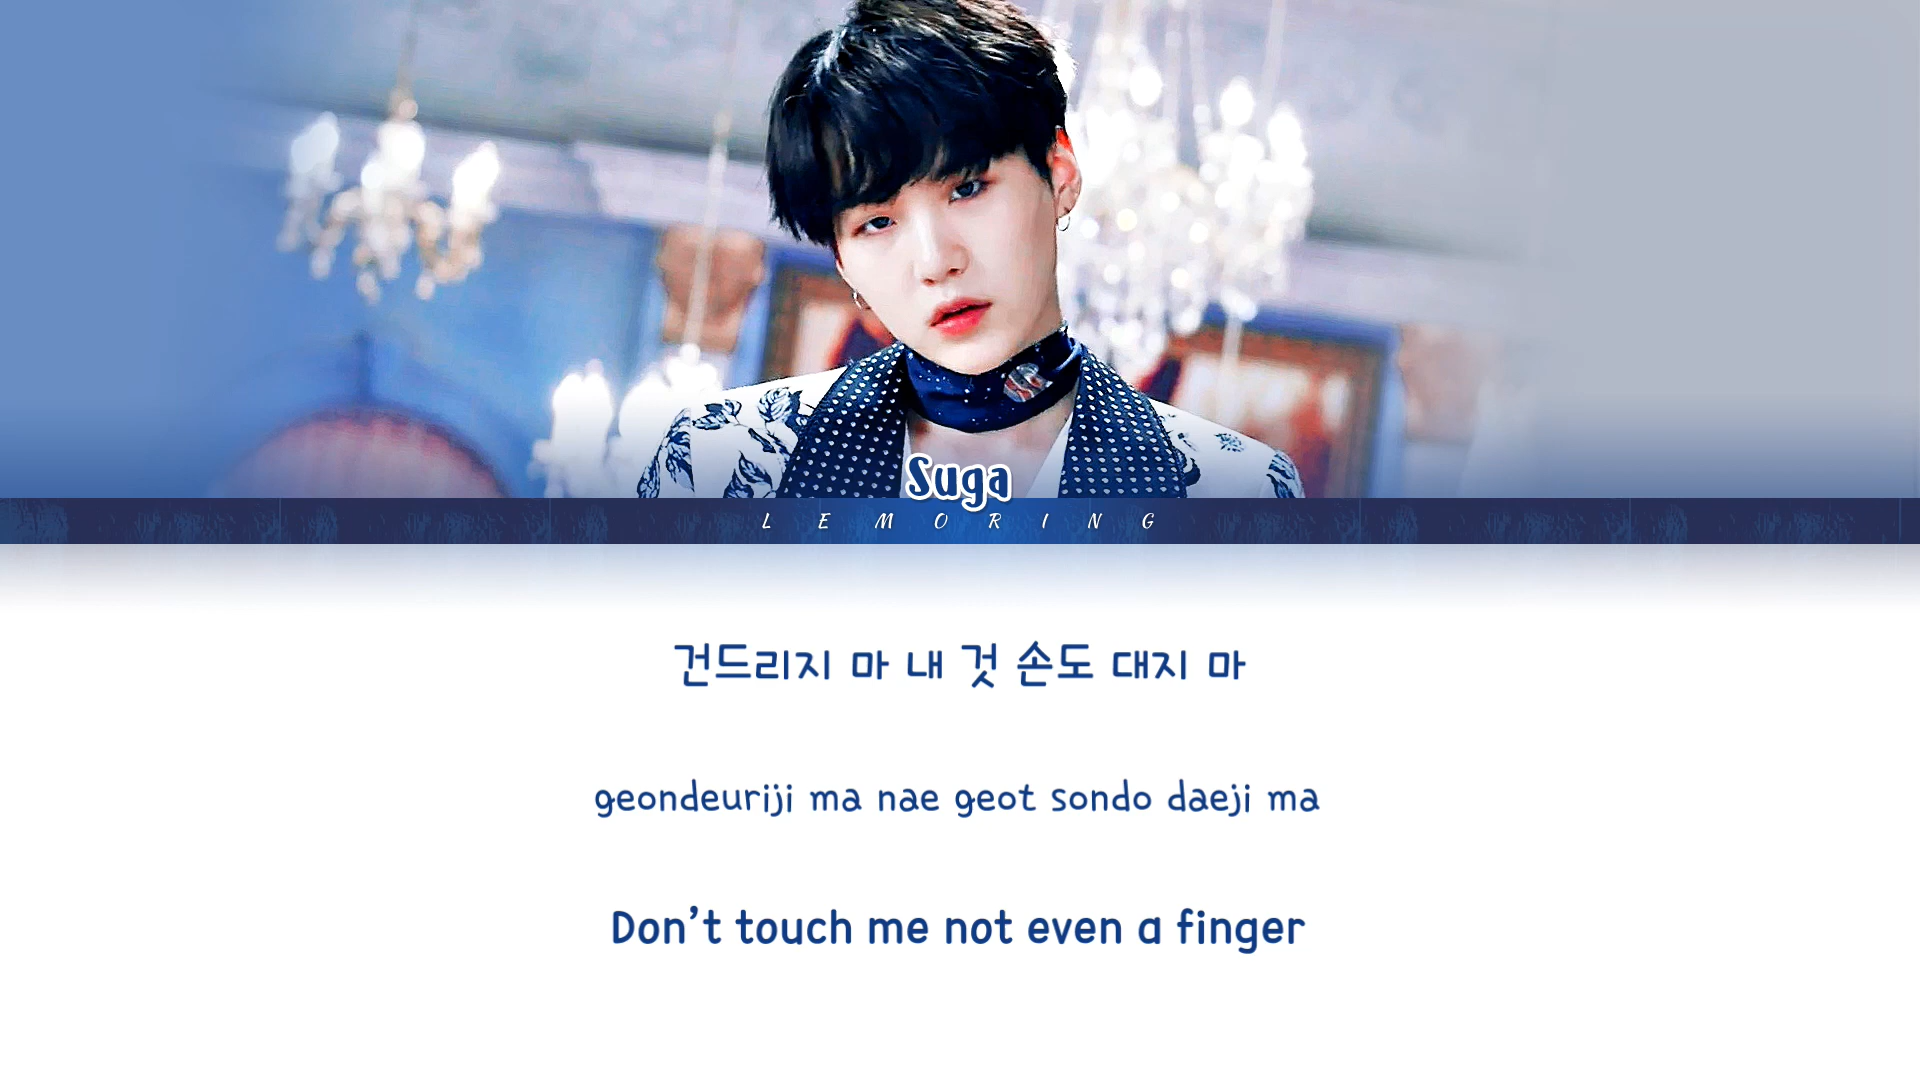 Suga
LEMORING
건드리지 마 내 것 손도 대지 마
geondeuriji ma nae geot sondo daeji ma
Don't touch me not even a finger